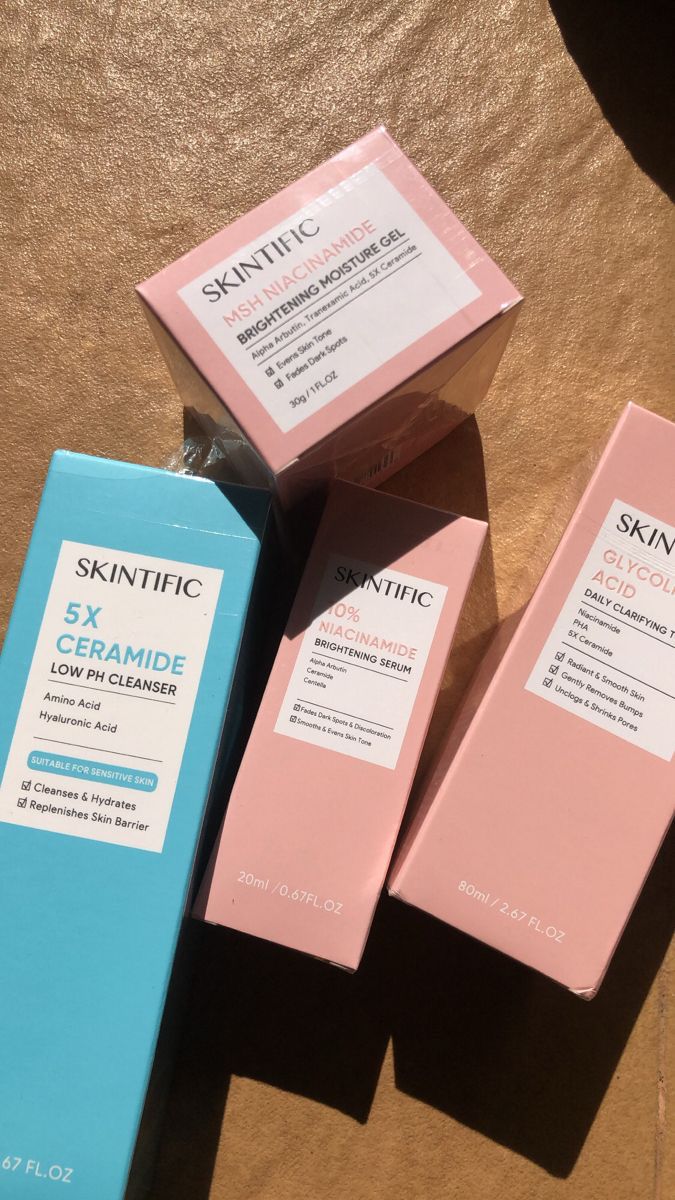 SKINTIFIC
MSH NIACINAMIDE
BRIGHTENING MOISTURE GEL
Alpha Arbutin, Tranexamic Acid, 5X Ceramide
Evens Skin Tone
Fades Dark Spots
30g / 1 FL.OZ
SKINTIFIC
5X
CERAMIDE
LOW PH CLEANSER
Amino Acid
Hyaluronic Acid
SUITABLE FOR SENSITIVE SKIN
Cleanses & Hydrates
Replenishes Skin Barrier
67 FL.OZ
SKINTIFIC
10%
NIACINAMIDE
BRIGHTENING SERUM
Alpha Arbutin
Ceramide
Centella
Fades Dark Spots & Discoloration
Smooths & Evens Skin Tone
20ml / 0.67FL.OZ
SKINT
GLYCOL
ACID
DAILY CLARIFYING T
Niacinamide
PHA
5X Ceramide
Radiant & Smooth Skin
Gently Removes Bumps
Unclogs & Shrinks Pores
80ml / 2.67 FL.OZ